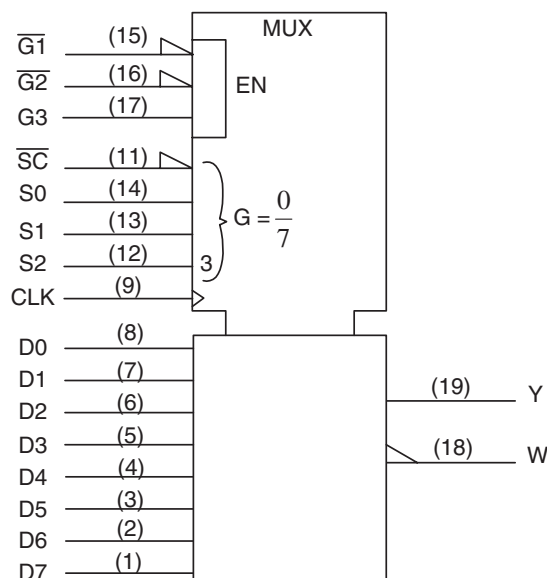 MUX
G1 (15)
G2 (16) EN
G3 (17)
SC (11)
S0 (14)
S1 (13) G = 0/7
S2 (12) 3
CLK (9)
D0 (8)
D1 (7)
D2 (6) (19) Y
D3 (5)
D4 (4) (18) W
D5 (3)
D6 (2)
D7 (1)